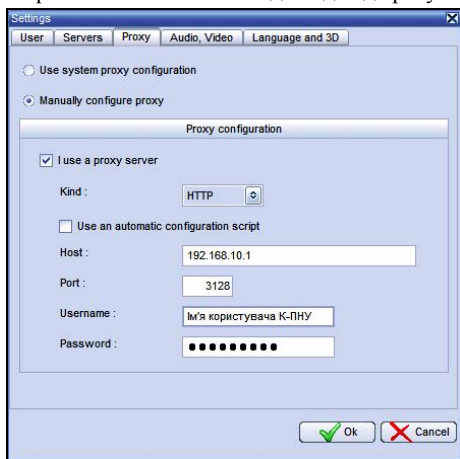 Settings
User Servers Proxy Audio, Video Language and 3D
Use system proxy configuration
Manually configure proxy
Proxy configuration
I use a proxy server
Kind : HTTP
Use an automatic configuration script
Host : 192.168.10.1
Port : 3128
Username : Ім'я користувача К-ПНУ
Password : ●●●●●●●●●
Ok Cancel